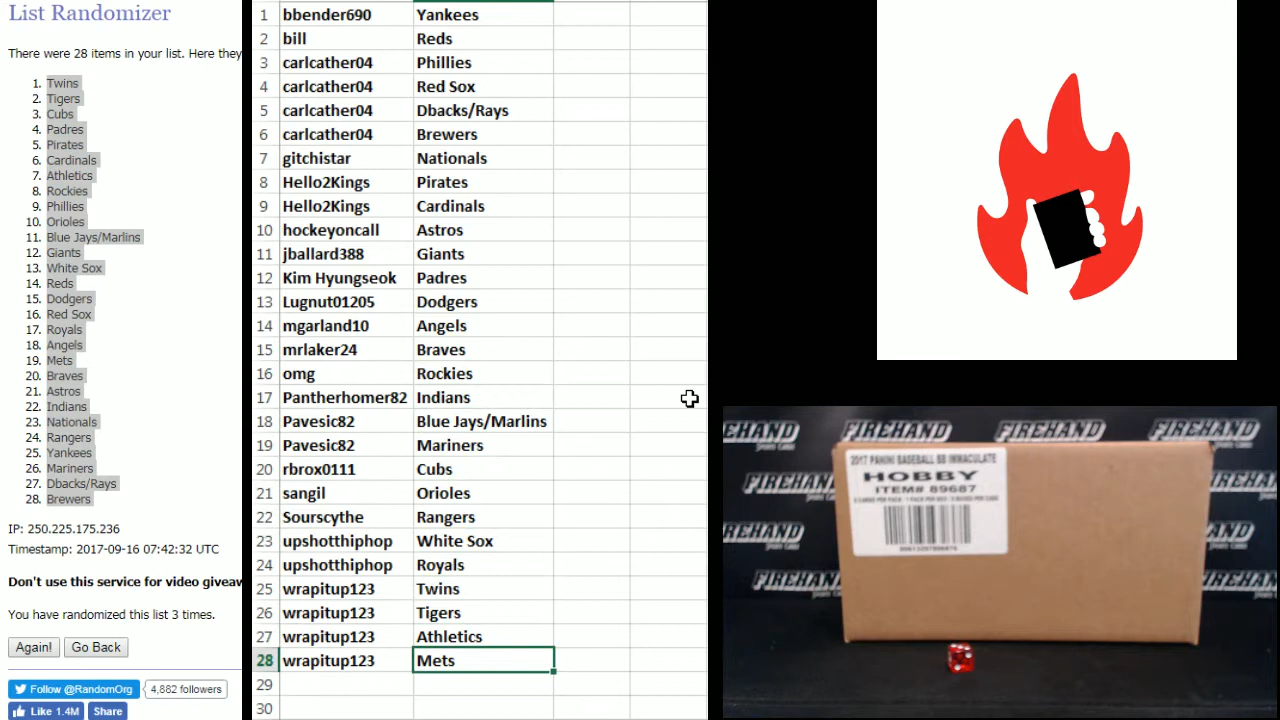 List Randomizer
There were 28 items in your list. Here they
1. Twins
2. Tigers
3. Cubs
4. Padres
5. Pirates
6. Cardinals
7. Athletics
8. Rockies
9. Phillies
10. Orioles
11. Blue Jays/Marlins
12. Giants
13. White Sox
14. Reds
15. Dodgers
16. Red Sox
17. Royals
18. Angels
19. Mets
20. Braves
21. Astros
22. Indians
23. Nationals
24. Rangers
25. Yankees
26. Mariners
27. Dbacks/Rays
28. Brewers
IP: 250.225.175.236
Timestamp: 2017-09-16 07:42:32 UTC
Don't use this service for video giveaw
You have randomized this list 3 times.
Again! Go Back
Follow @RandomOrg 4,882 followers
Like 1.4M Share
1 bbender690 Yankees
2 bill Reds
3 carlcather04 Phillies
4 carlcather04 Red Sox
5 carlcather04 Dbacks/Rays
6 carlcather04 Brewers
7 gitchistar Nationals
8 Hello2Kings Pirates
9 Hello2Kings Cardinals
10 hockeyoncall Astros
11 jballard388 Giants
12 Kim Hyungseok Padres
13 Lugnut01205 Dodgers
14 mgarland10 Angels
15 mrlaker24 Braves
16 omg Rockies
17 Pantherhomer82 Indians
18 Pavesic82 Blue Jays/Marlins
19 Pavesic82 Mariners
20 rbrox0111 Cubs
21 sangil Orioles
22 Sourscythe Rangers
23 upshotthiphop White Sox
24 upshotthiphop Royals
25 wrapitup123 Twins
26 wrapitup123 Tigers
27 wrapitup123 Athletics
28 wrapitup123 Mets
29
30
FIREHAND FIREHAND FIREHAND
2017 PANINI BASEBALL SB IMMACULATE
HOBBY
ITEM# 89687